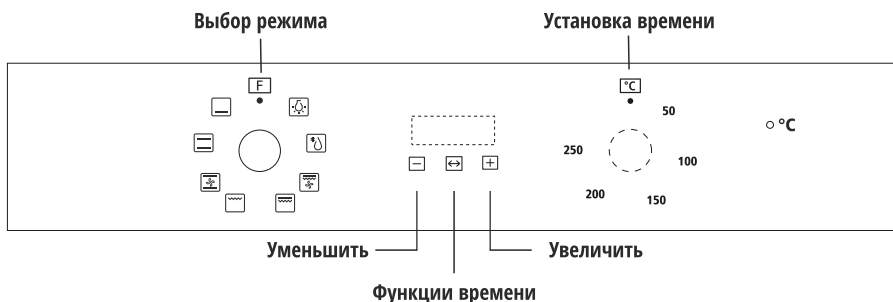 Выбор режима
Установка времени
F
°C
50
°C
250
100
200
150
Уменьшить
Увеличить
Функции времени